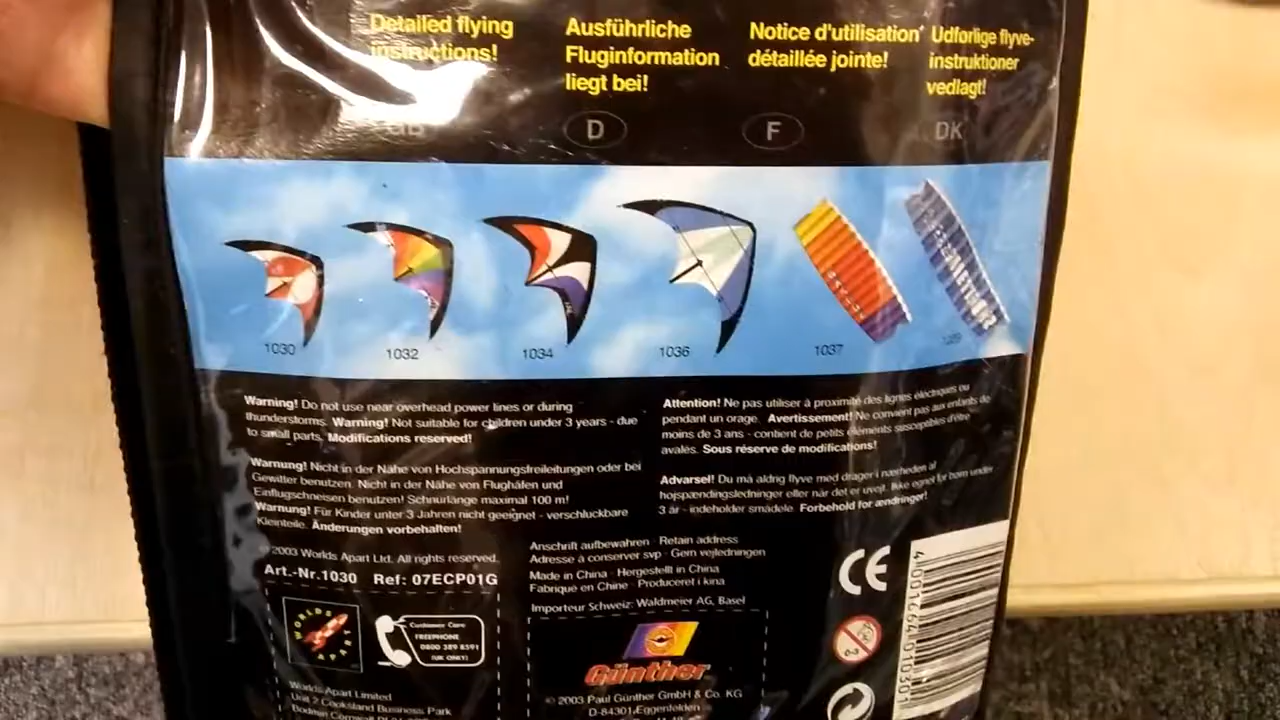 Detailed flying
instructions!
Ausführliche
Fluginformation
liegt bei!
Notice d'utilisation
détaillée jointe!
Udførlige flyve-
instruktioner
vedlagt!
GB
D
F
DK
1030
1032
1034
1036
1037
Warning! Do not use near overhead power lines or during
thunderstorms. Warning! Not suitable for children under 3 years - due
to small parts. Modifications reserved!
Warnung! Nicht in der Nähe von Hochspannungsfreileitungen oder bei
Gewitter benutzen. Nicht in der Nähe von Flughäfen und
Einflugschneisen benutzen! Schnurlänge maximal 100 m!
Warnung! Für Kinder unter 3 Jahren nicht geeignet - verschluckbare
Kleinteile. Änderungen vorbehalten!
Attention! Ne pas utiliser à proximité des lignes eléctriques ou
pendant un orage. Avertissement! Ne convient pas aux enfants de
moins de 3 ans - contient de petits éléments susceptibles d'être
avalés. Sous réserve de modifications!
Advarsel! Du må aldrig flyve med drager i nærheden af
højspændingsledninger eller når det er uvejr. Ikke egnet for børn under
3 år - indeholder smådele. Forbehold for ændringer!
2003 Worlds Apart Ltd. All rights reserved.
Art.-Nr.1030 Ref: 07ECP01G
Anschrift aufbewahren · Retain address
Adresse à conserver svp · Gem vejledningen
Made in China · Hergestellt in China
Fabriqué en Chine · Produceret i kina
Importeur Schweiz: Waldmeier AG, Basel
WORLDS
APART
Customer Care
FREEPHONE
0800 389 8591
(UK ONLY)
Worlds Apart Limited
Unit 2 Cooksland Business Park
Bodmin Cornwall
Günther
© 2003 Paul Günther GmbH & Co. KG
D-84301 Eggenfelden
CE
0-3
4 001664 010301